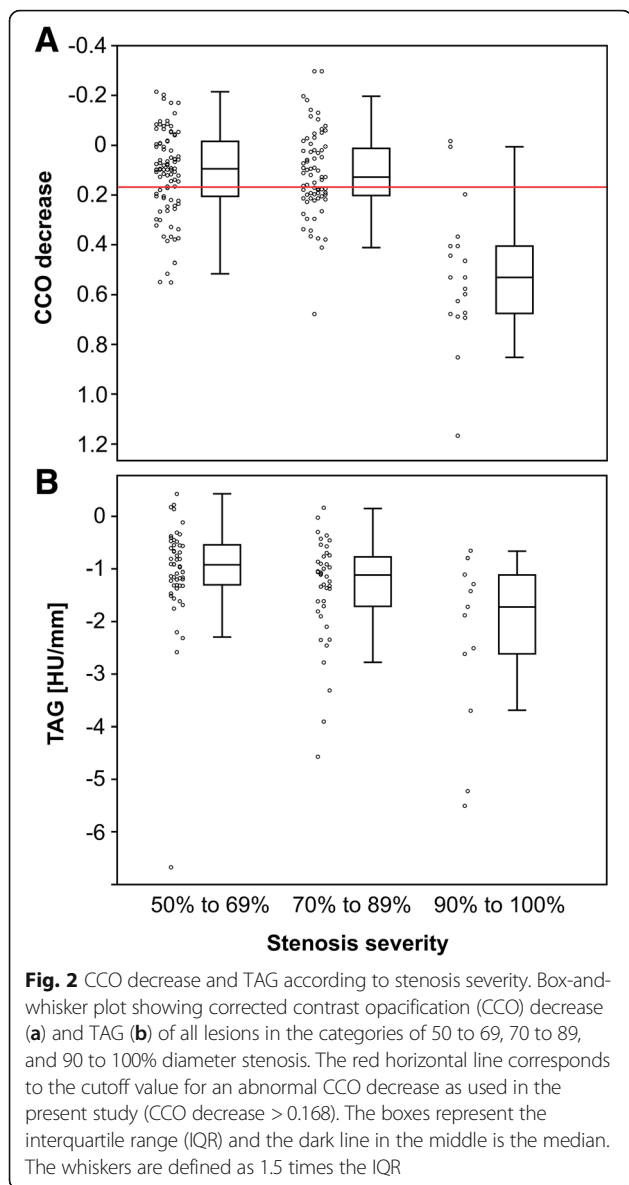 A
-0.4
-0.2
0
0.2
0.4
0.6
0.8
1.0
1.2
CCO decrease
B
0
-1
-2
-3
-4
-5
-6
TAG [HU/mm]
50% to 69% 70% to 89% 90% to 100%
Stenosis severity
Fig. 2 CCO decrease and TAG according to stenosis severity. Box-and-
whisker plot showing corrected contrast opacification (CCO) decrease
(a) and TAG (b) of all lesions in the categories of 50 to 69, 70 to 89,
and 90 to 100% diameter stenosis. The red horizontal line corresponds
to the cutoff value for an abnormal CCO decrease as used in the
present study (CCO decrease > 0.168). The boxes represent the
interquartile range (IQR) and the dark line in the middle is the median.
The whiskers are defined as 1.5 times the IQR